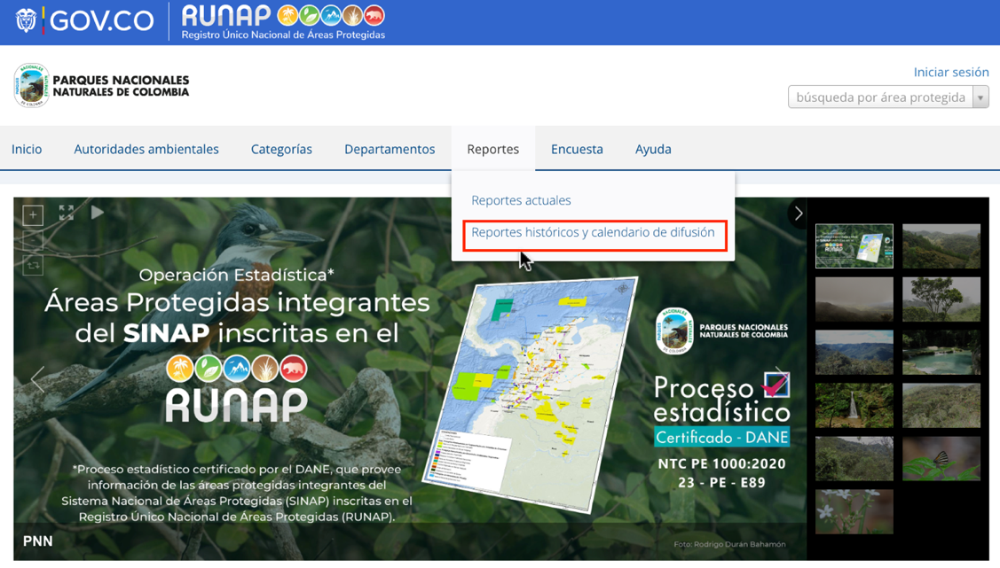 GOV.CO
RUNAP
Registro Único Nacional de Áreas Protegidas
PARQUES NACIONALES
NATURALES DE COLOMBIA
Iniciar sesión
búsqueda por área protegida
Inicio
Autoridades ambientales
Categorías
Departamentos
Reportes
Encuesta
Ayuda
Reportes actuales
Reportes históricos y calendario de difusión
Operación Estadística*
Áreas Protegidas integrantes
del SINAP inscritas en el
RUNAP
*Proceso estadístico certificado por el DANE, que provee
información de las áreas protegidas integrantes del
Sistema Nacional de Áreas Protegidas (SINAP) inscritas en el
Registro Único Nacional de Áreas Protegidas (RUNAP).
PARQUES NACIONALES
NATURALES DE COLOMBIA
Proceso
estadístico
Certificado - DANE
NTC PE 1000:2020
23 - PE - E89
PNN
Foto: Rodrigo Durán Bahamón